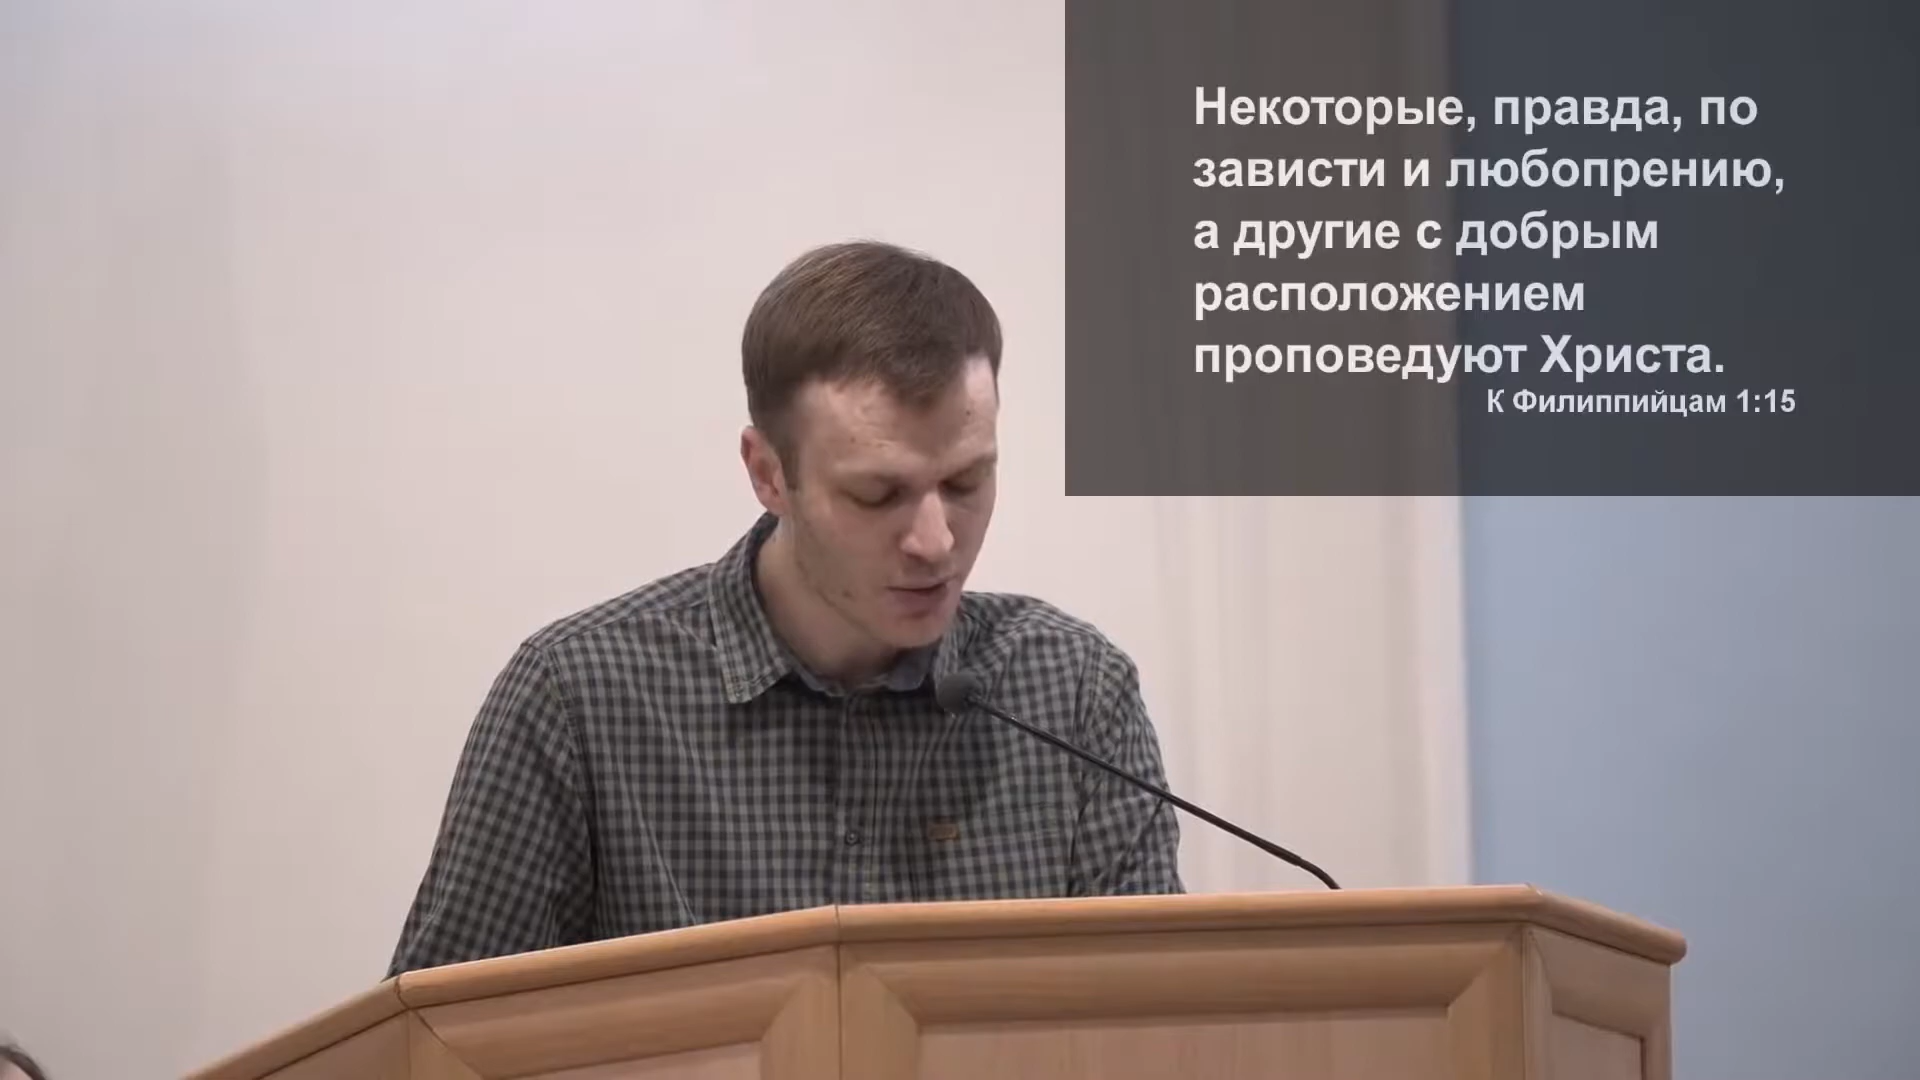 Некоторые, правда, по
зависти и любопрению,
а другие с добрым
расположением
проповедуют Христа.
К Филиппийцам 1:15